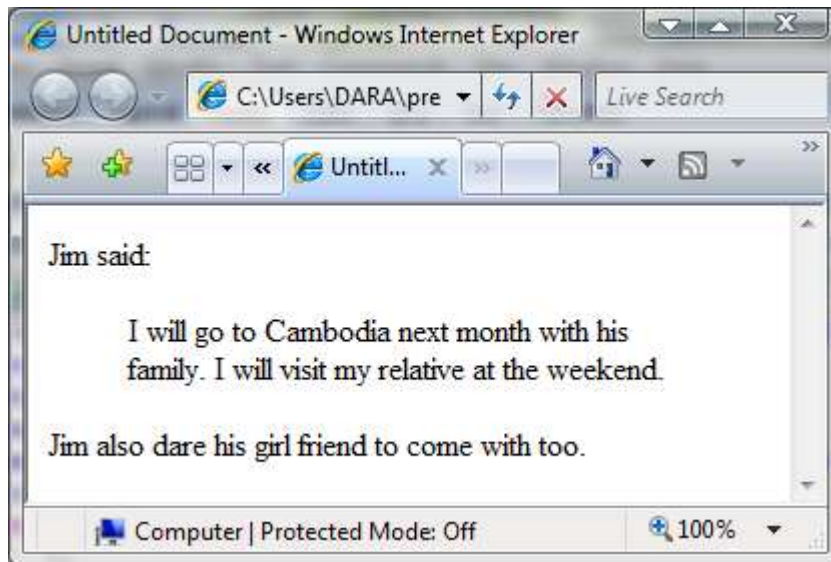 Untitled Document - Windows Internet Explorer
C:\Users\DARA\pre
Live Search
Untitl...
Jim said:
I will go to Cambodia next month with his
family. I will visit my relative at the weekend.
Jim also dare his girl friend to come with too.
Computer | Protected Mode: Off
100%